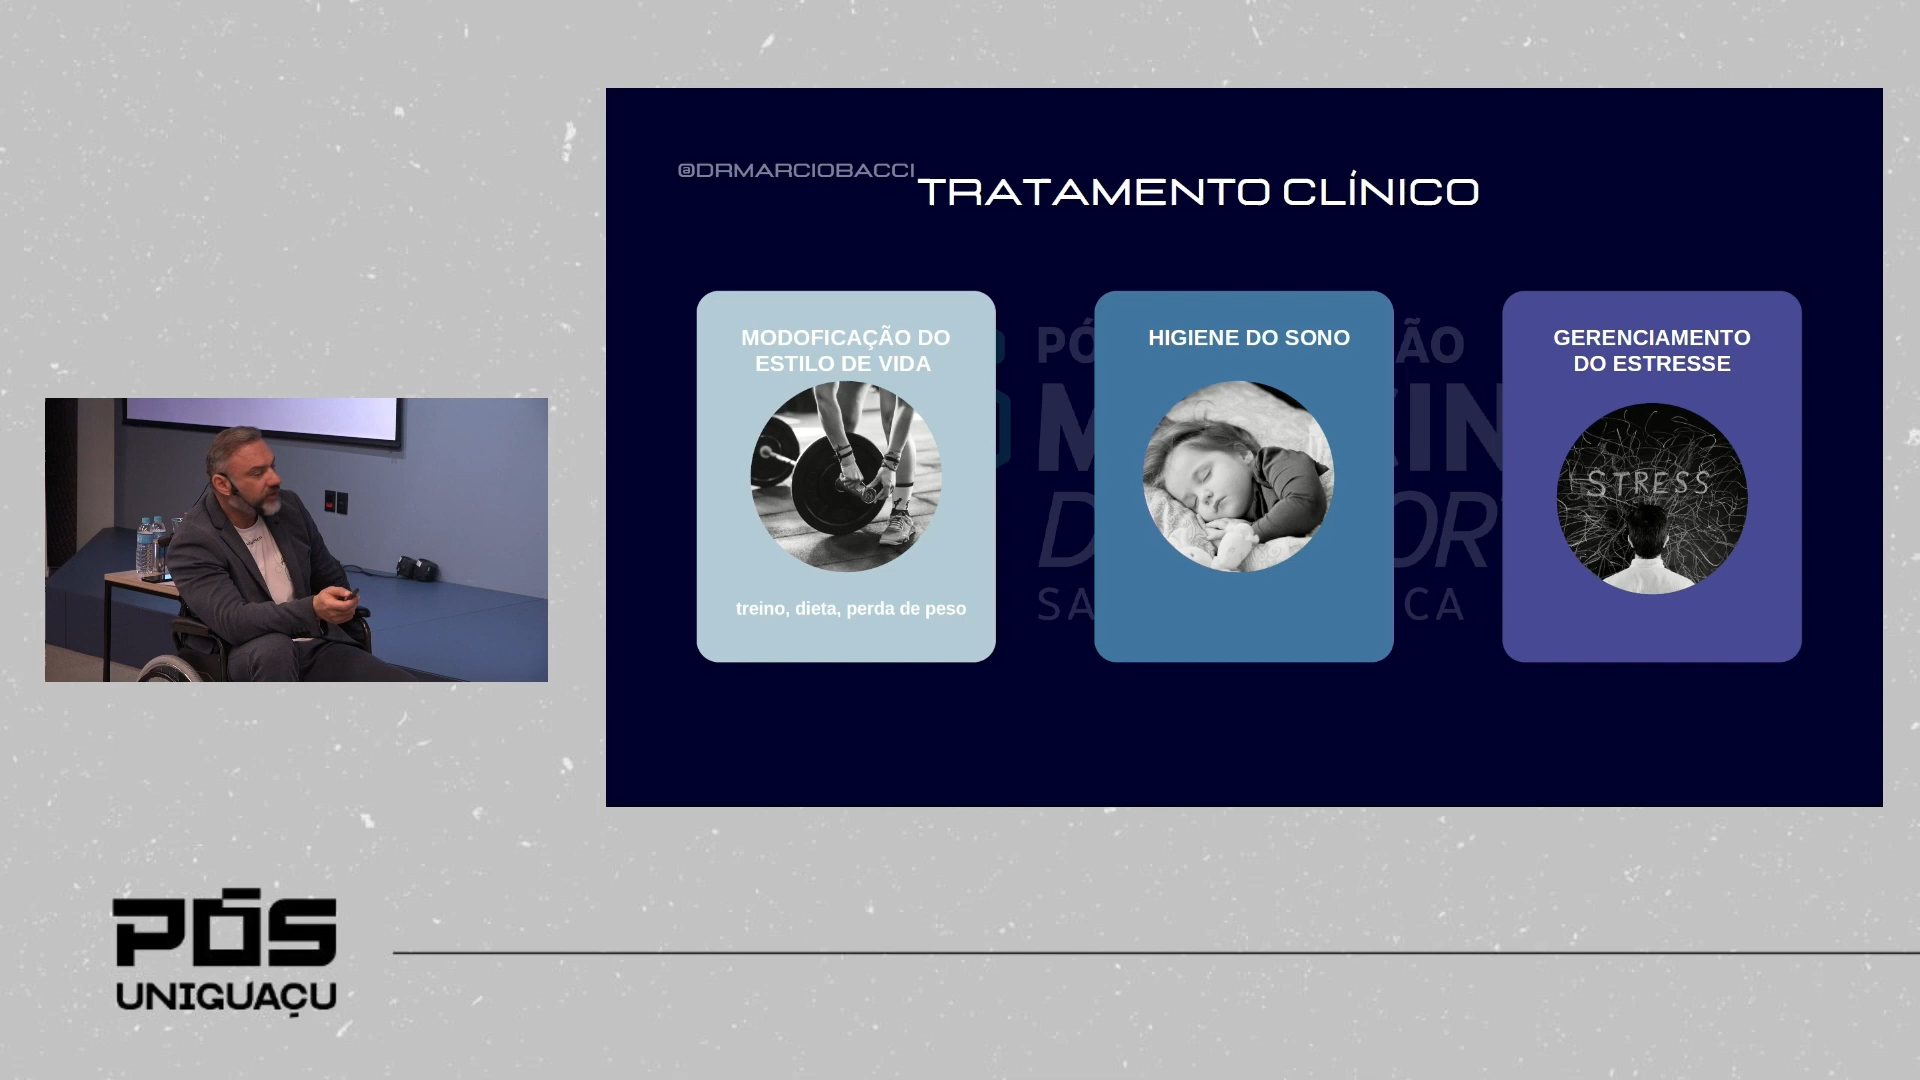 @DRMARCIOBACCI
TRATAMENTO CLÍNICO
MODOFICAÇÃO DO
ESTILO DE VIDA
treino, dieta, perda de peso
HIGIENE DO SONO
GERENCIAMENTO
DO ESTRESSE
STRESS
PÓS
UNIGUAÇU